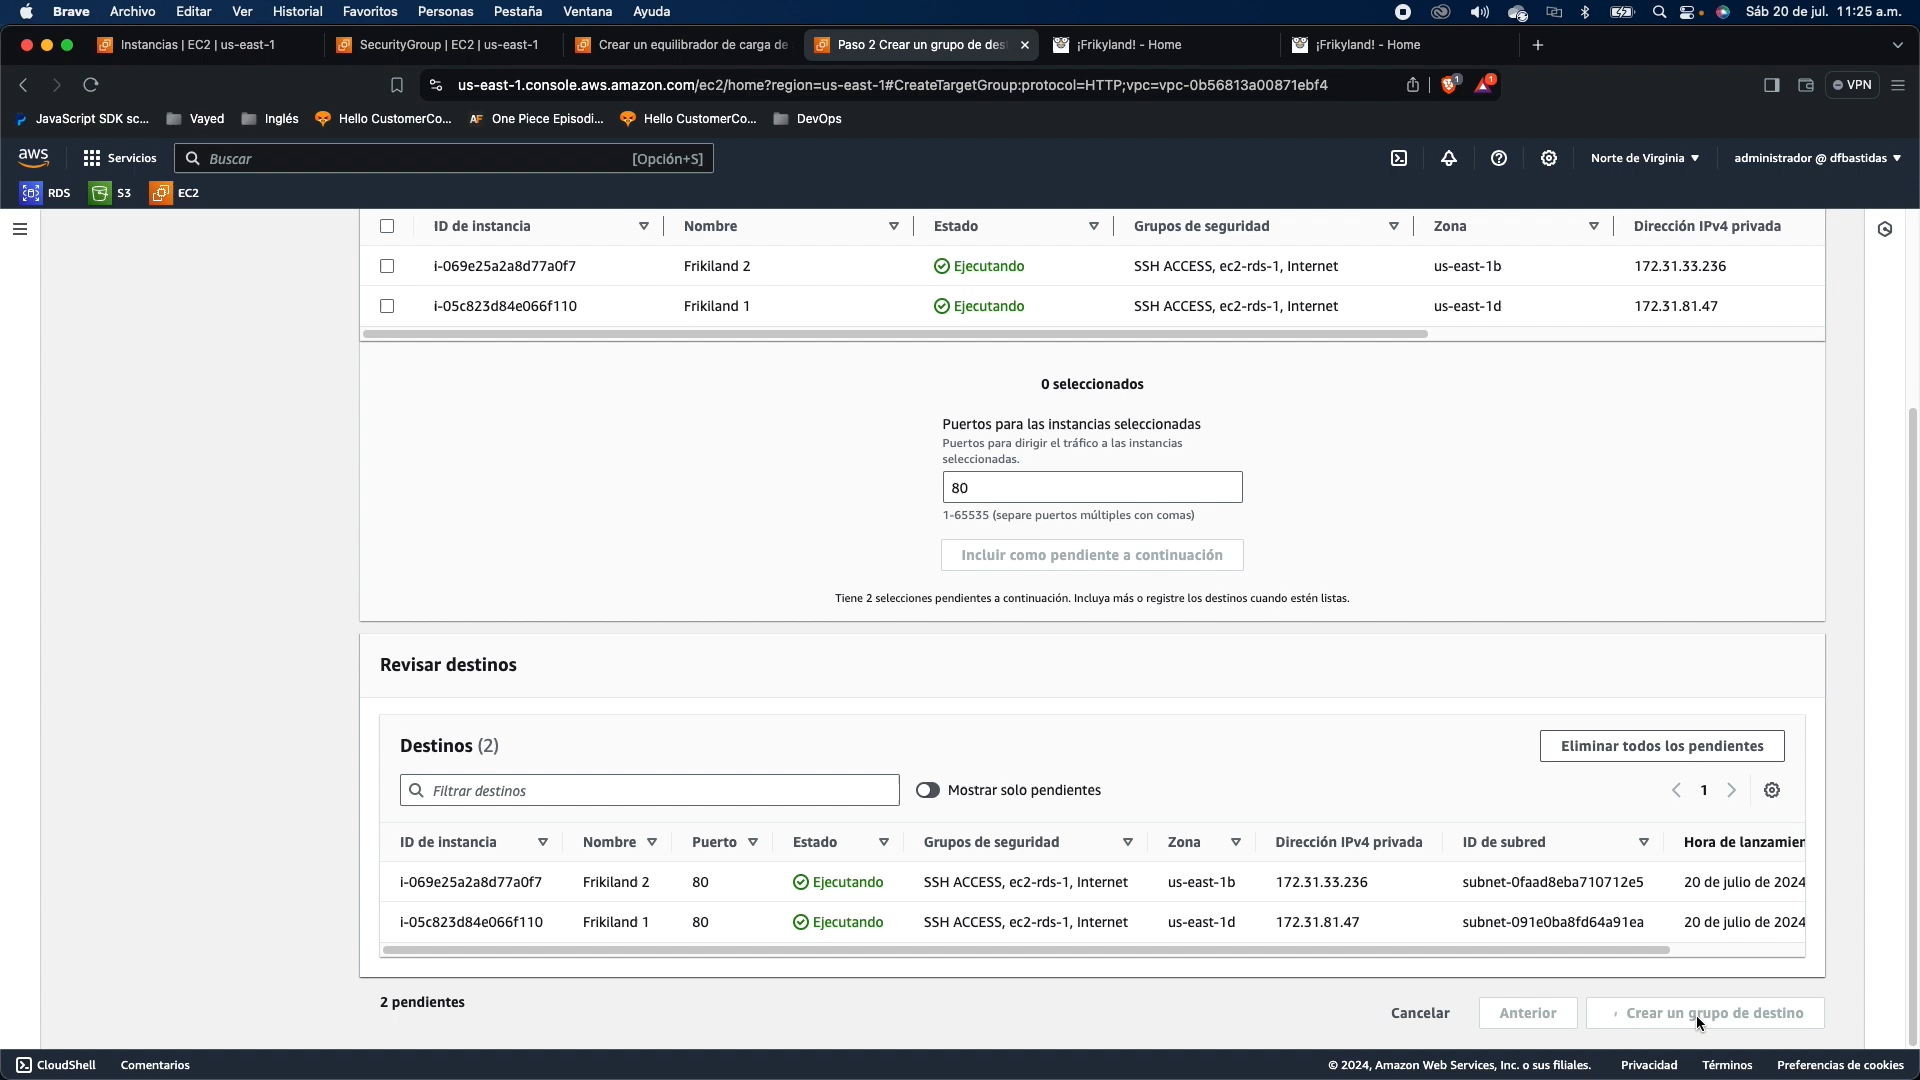 Brave Archivo Editar Ver Historial Favoritos Personas Pestaña Ventana Ayuda Sáb 20 de jul. 11:25 a.m.
Instancias | EC2 | us-east-1 SecurityGroup | EC2 | us-east-1 Crear un equilibrador de carga de Paso 2 Crear un grupo de des ¡Frikyland! - Home ¡Frikyland! - Home
us-east-1.console.aws.amazon.com/ec2/home?region=us-east-1#CreateTargetGroup:protocol=HTTP;vpc=vpc-0b56813a00871ebf4 1 1 VPN
JavaScript SDK sc... Vayed Inglés Hello CustomerCo... AF One Piece Episodi... Hello CustomerCo... DevOps
aws Servicios Buscar [Opción+S] Norte de Virginia administrador @ dfbastidas
RDS S3 EC2
ID de instancia Nombre Estado Grupos de seguridad Zona Dirección IPv4 privada
i-069e25a2a8d77a0f7 Frikiland 2 Ejecutando SSH ACCESS, ec2-rds-1, Internet us-east-1b 172.31.33.236
i-05c823d84e066f110 Frikiland 1 Ejecutando SSH ACCESS, ec2-rds-1, Internet us-east-1d 172.31.81.47
0 seleccionados
Puertos para las instancias seleccionadas
Puertos para dirigir el tráfico a las instancias
seleccionadas.
80
1-65535 (separe puertos múltiples con comas)
Incluir como pendiente a continuación
Tiene 2 selecciones pendientes a continuación. Incluya más o registre los destinos cuando estén listas.
Revisar destinos
Destinos (2) Eliminar todos los pendientes
Filtrar destinos Mostrar solo pendientes 1
ID de instancia Nombre Puerto Estado Grupos de seguridad Zona Dirección IPv4 privada ID de subred Hora de lanzamier
i-069e25a2a8d77a0f7 Frikiland 2 80 Ejecutando SSH ACCESS, ec2-rds-1, Internet us-east-1b 172.31.33.236 subnet-0faad8eba710712e5 20 de julio de 2024
i-05c823d84e066f110 Frikiland 1 80 Ejecutando SSH ACCESS, ec2-rds-1, Internet us-east-1d 172.31.81.47 subnet-091e0ba8fd64a91ea 20 de julio de 2024
2 pendientes
Cancelar Anterior Crear un grupo de destino
CloudShell Comentarios © 2024, Amazon Web Services, Inc. o sus filiales. Privacidad Términos Preferencias de cookies